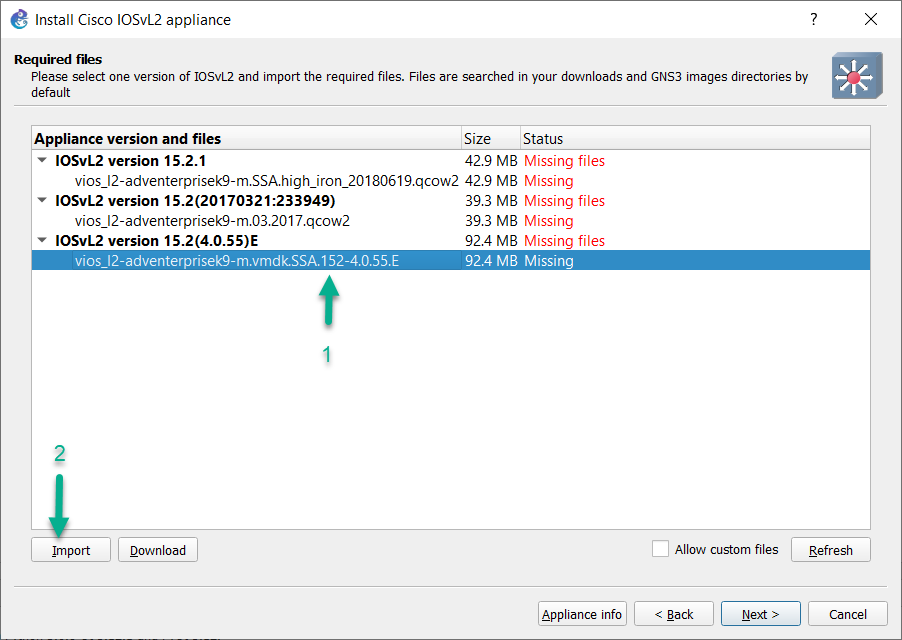 Install Cisco IOSvL2 appliance
?
Required files
Please select one version of IOSvL2 and import the required files. Files are searched in your downloads and GNS3 images directories by
default
Appliance version and files Size Status
IOSvL2 version 15.2.1 42.9 MB Missing files
vios_l2-adventerprisek9-m.SSA.high_iron_20180619.qcow2 42.9 MB Missing
IOSvL2 version 15.2(20170321:233949) 39.3 MB Missing files
vios_l2-adventerprisek9-m.03.2017.qcow2 39.3 MB Missing
IOSvL2 version 15.2(4.0.55)E 92.4 MB Missing files
vios_l2-adventerprisek9-m.vmdk.SSA.152-4.0.55.E 92.4 MB Missing
1
2
Import Download Allow custom files Refresh
Appliance info < Back Next > Cancel